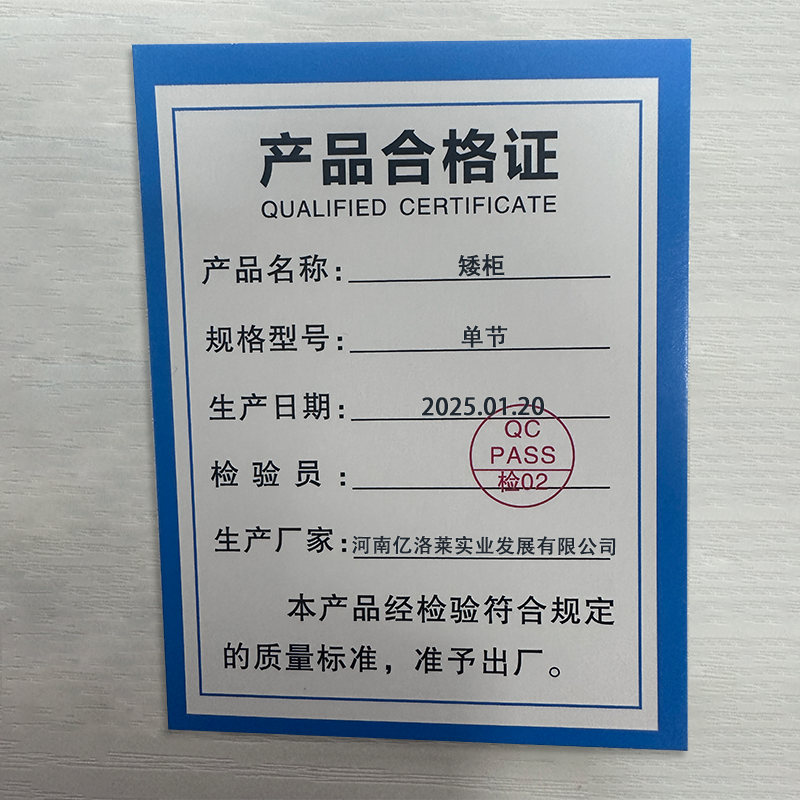 产品合格证
QUALIFIED CERTIFICATE
产品名称：矮柜
规格型号：单节
生产日期：2025.01.20
QC
PASS
检验员：检02
生产厂家：河南亿洛莱实业发展有限公司
本产品经检验符合规定
的质量标准，准予出厂。